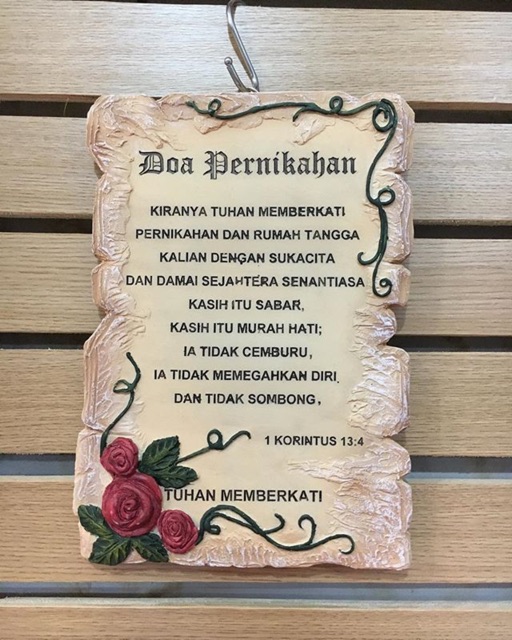 Doa Pernikahan
KIRANYA TUHAN MEMBERKATI
PERNIKAHAN DAN RUMAH TANGGA
KALIAN DENGAN SUKACITA
DAN DAMAI SEJAHTERA SENANTIASA
KASIH ITU SABAR,
KASIH ITU MURAH HATI;
IA TIDAK CEMBURU,
IA TIDAK MEMEGAHKAN DIRI
DAN TIDAK SOMBONG,
1 KORINTUS 13:4
TUHAN MEMBERKATI